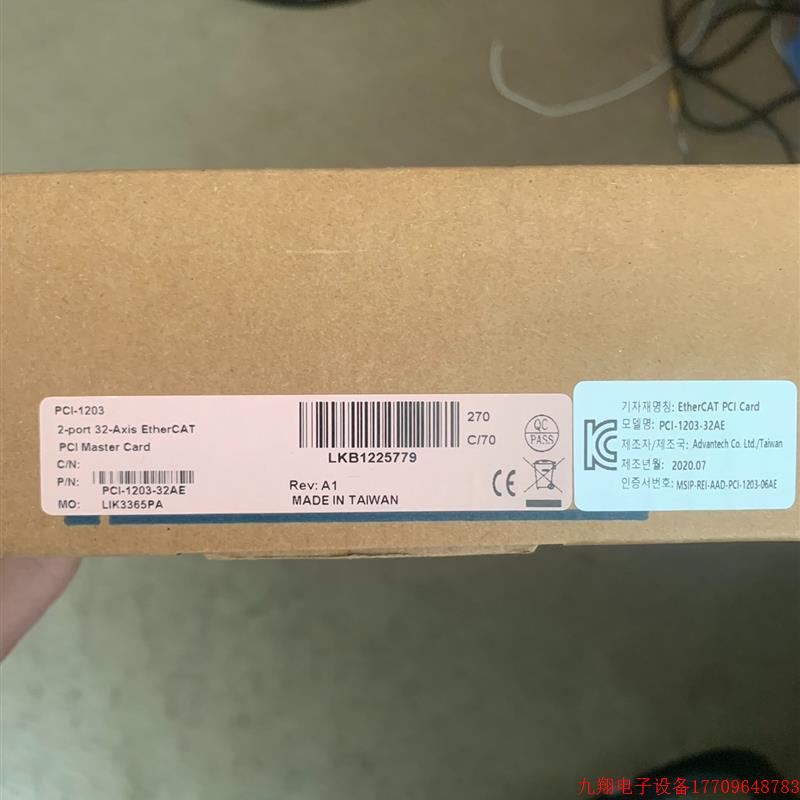 PCI-1203
2-port 32-Axis EtherCAT
PCI Master Card
C/N:
P/N:
PCI-1203-32AE
MO: LIK3365PA
LKB1225779
270
C/70
Rev: A1
MADE IN TAIWAN
QC
PASS
CE
기자재명칭: EtherCAT PCI Card
모델명: PCI-1203-32AE
제조자/제조국: Advantech Co. Ltd./Taiwan
제조년월: 2020.07
인증서번호: MSIP-REI-AAD-PCI-1203-06AE
九翔电子设备17709648783